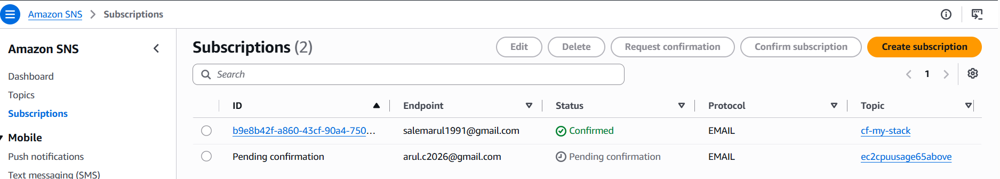 Amazon SNS > Subscriptions
Amazon SNS
Dashboard
Topics
Subscriptions
Mobile
Push notifications
Text messaging (SMS)
Subscriptions (2)
Edit Delete Request confirmation Confirm subscription Create subscription
Search
1
ID Endpoint Status Protocol Topic
b9e8b42f-a860-43cf-90a4-750... salemarul1991@gmail.com Confirmed EMAIL cf-my-stack
Pending confirmation arul.c2026@gmail.com Pending confirmation EMAIL ec2cpuusage65above